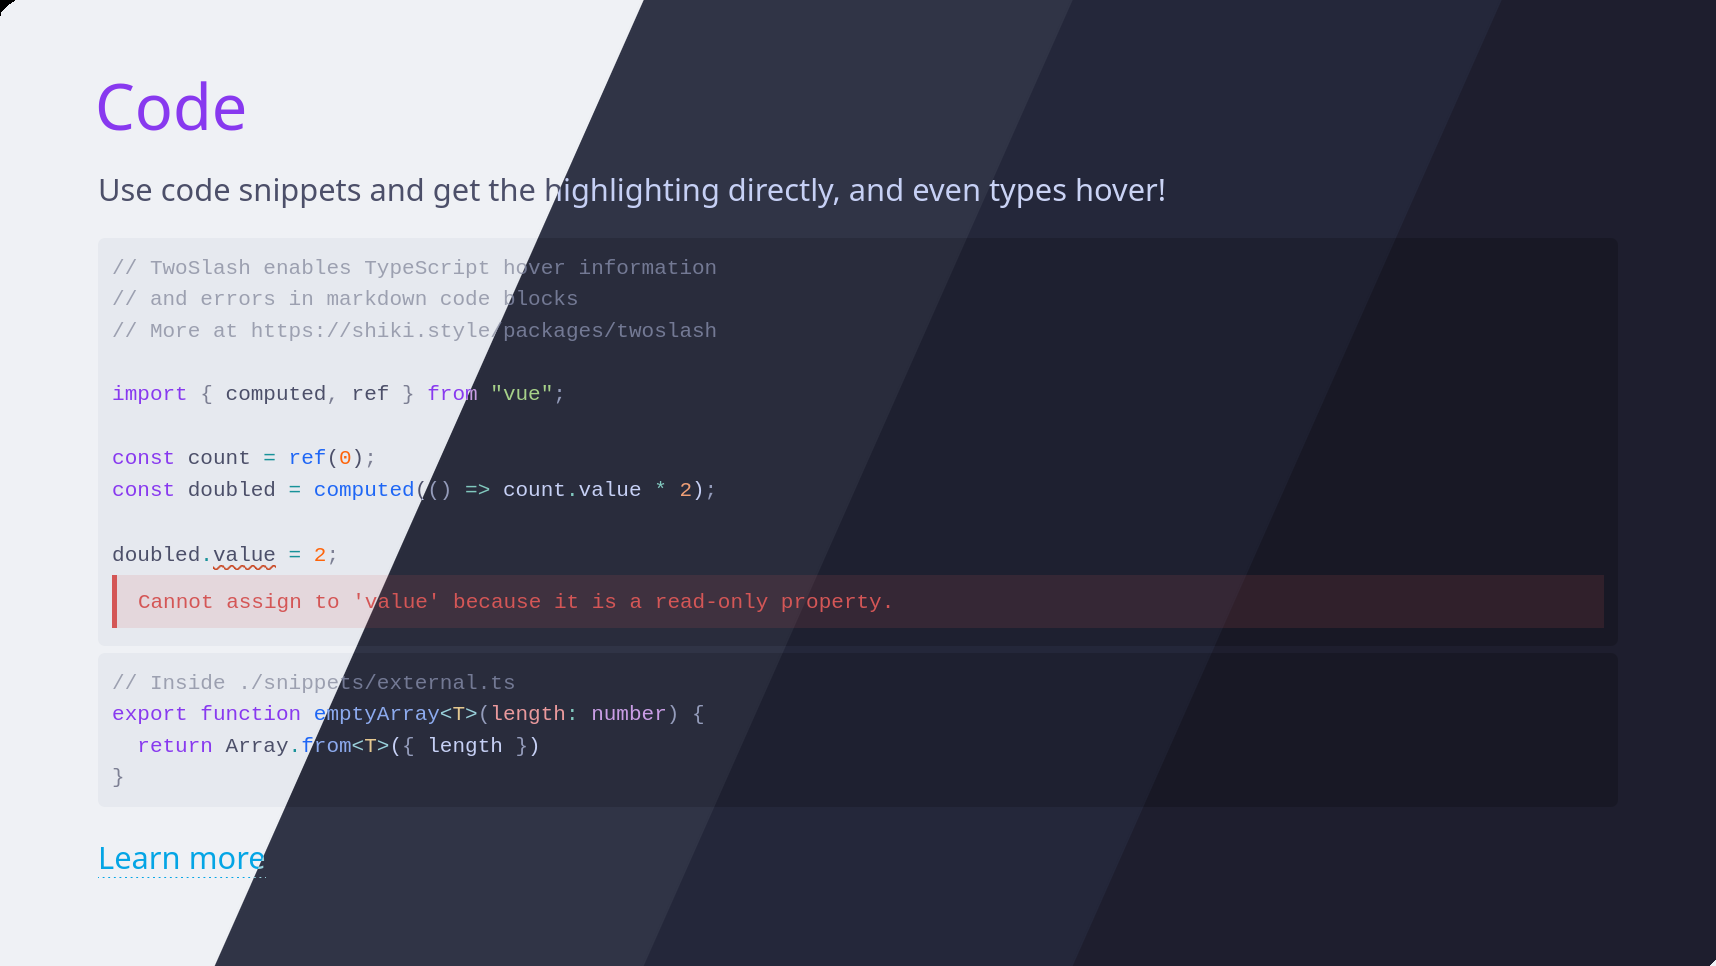 Code
Use code snippets and get the highlighting directly, and even types hover!
// TwoSlash enables TypeScript hover information
// and errors in markdown code blocks
// More at https://shiki.style/packages/twoslash
import { computed, ref } from "vue";
const count = ref(0);
const doubled = computed(() => count.value * 2);
doubled.value = 2;
Cannot assign to 'value' because it is a read-only property.
// Inside ./snippets/external.ts
export function emptyArray<T>(length: number) {
  return Array.from<T>({ length })
}
Learn more